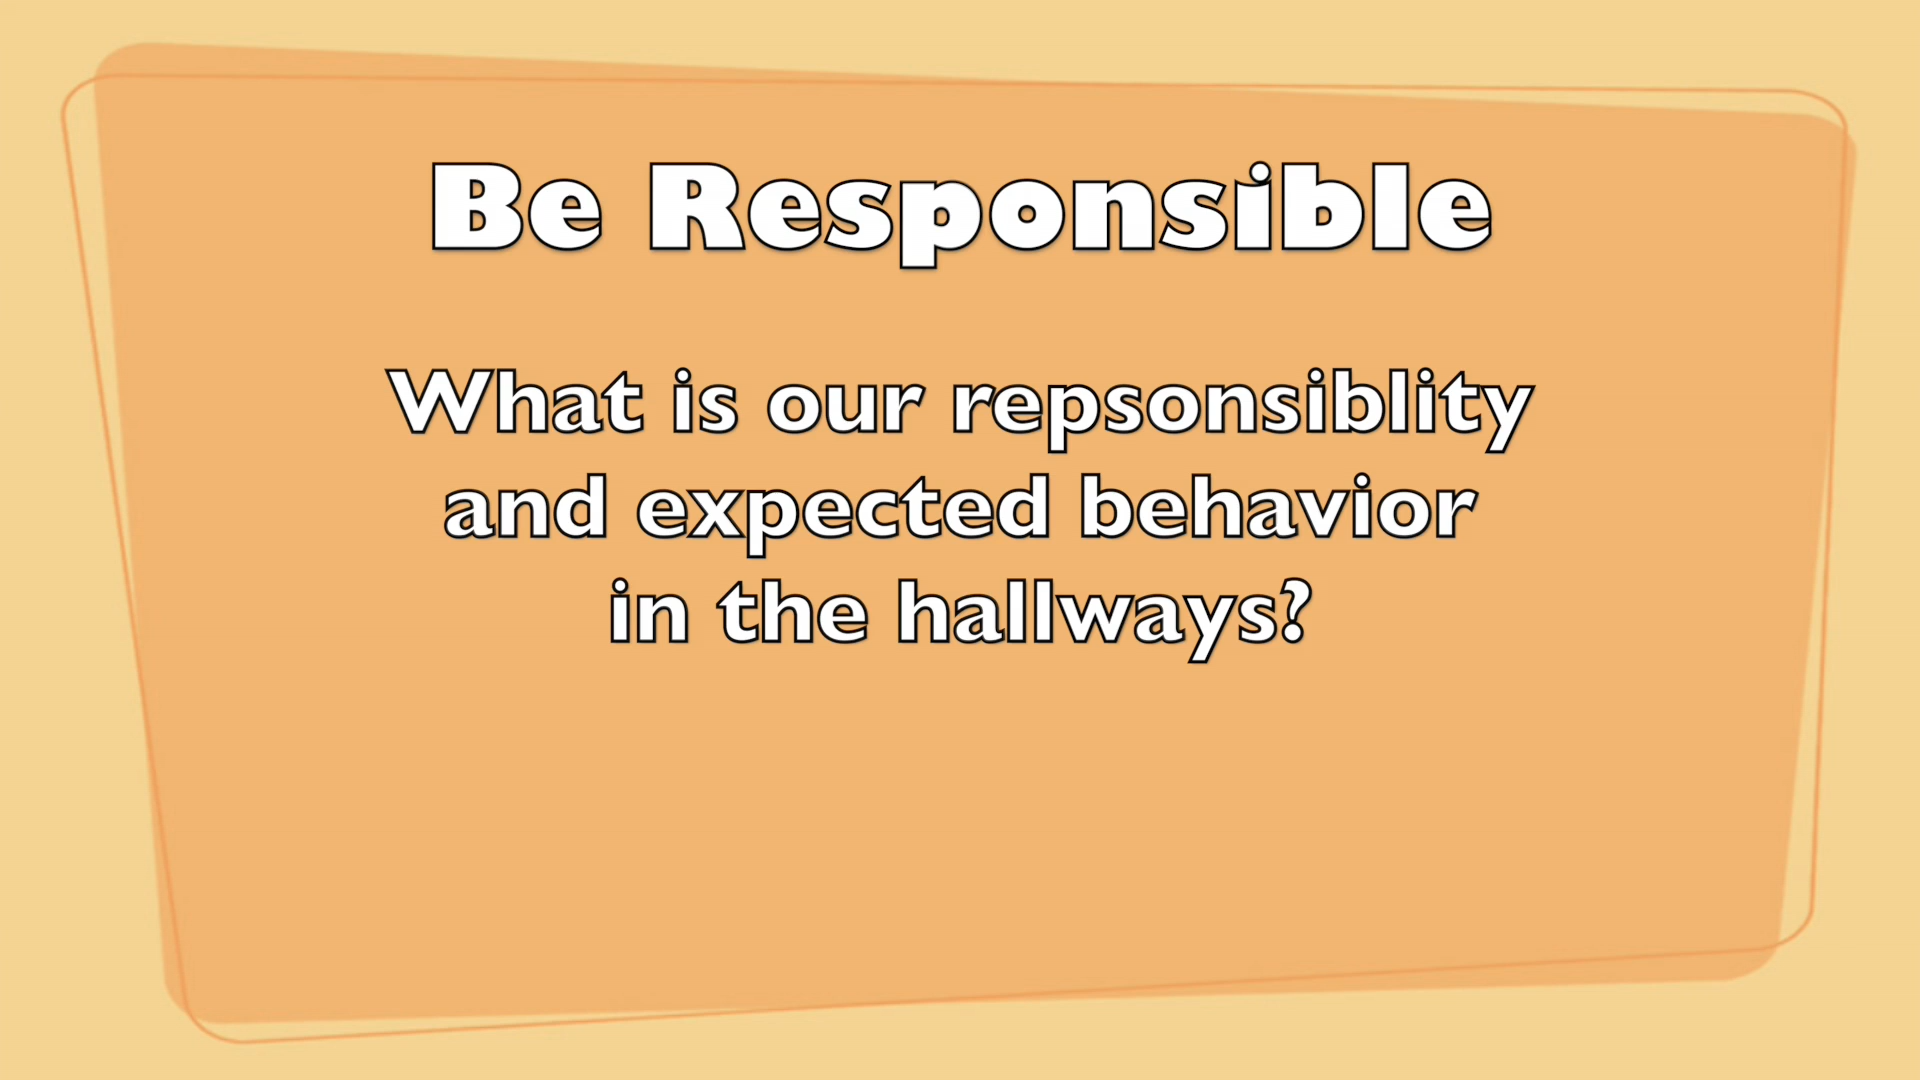 Be Responsible
What is our repsonsiblity
and expected behavior
in the hallways?